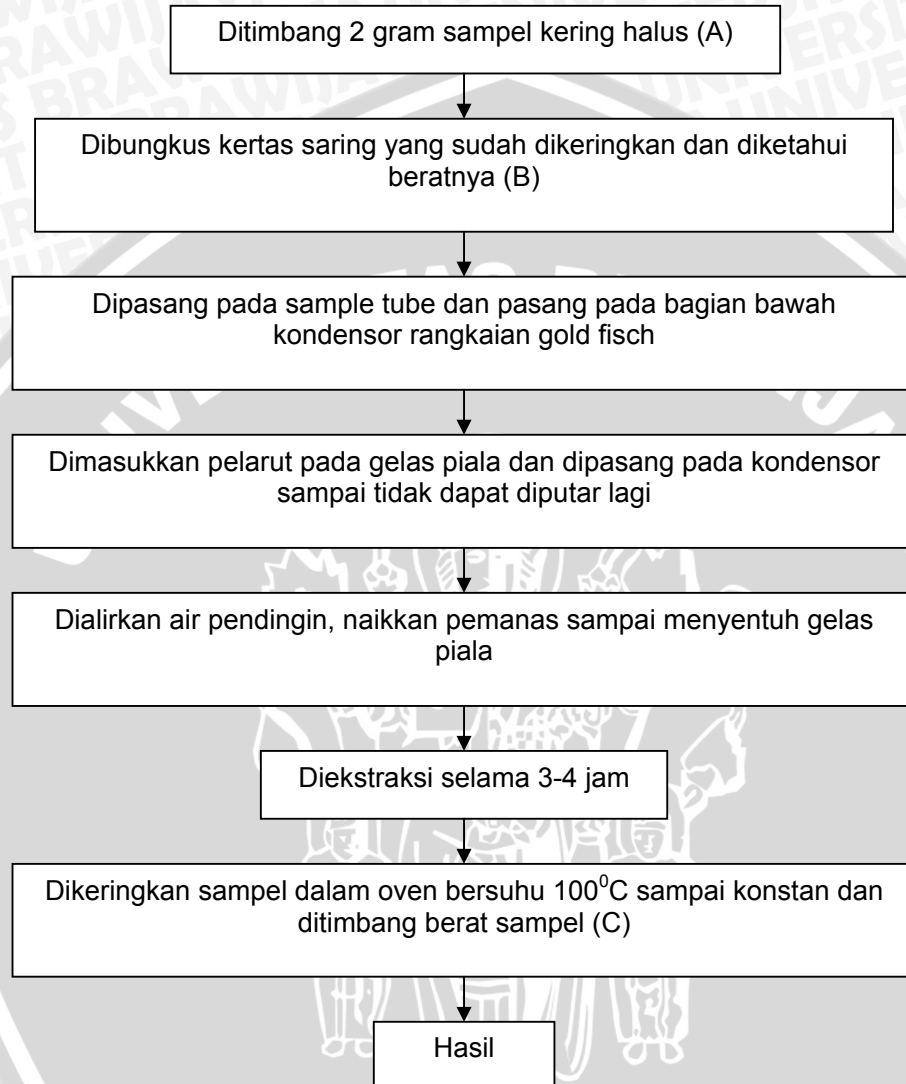 Ditimbang 2 gram sampel kering halus (A)
Dibungkus kertas saring yang sudah dikeringkan dan diketahui
beratnya (B)
Dipasang pada sample tube dan pasang pada bagian bawah
kondensor rangkaian gold fisch
Dimasukkan pelarut pada gelas piala dan dipasang pada kondensor
sampai tidak dapat diputar lagi
Dialirkan air pendingin, naikkan pemanas sampai menyentuh gelas
piala
Diekstraksi selama 3-4 jam
Dikeringkan sampel dalam oven bersuhu 100⁰C sampai konstan dan
ditimbang berat sampel (C)
Hasil